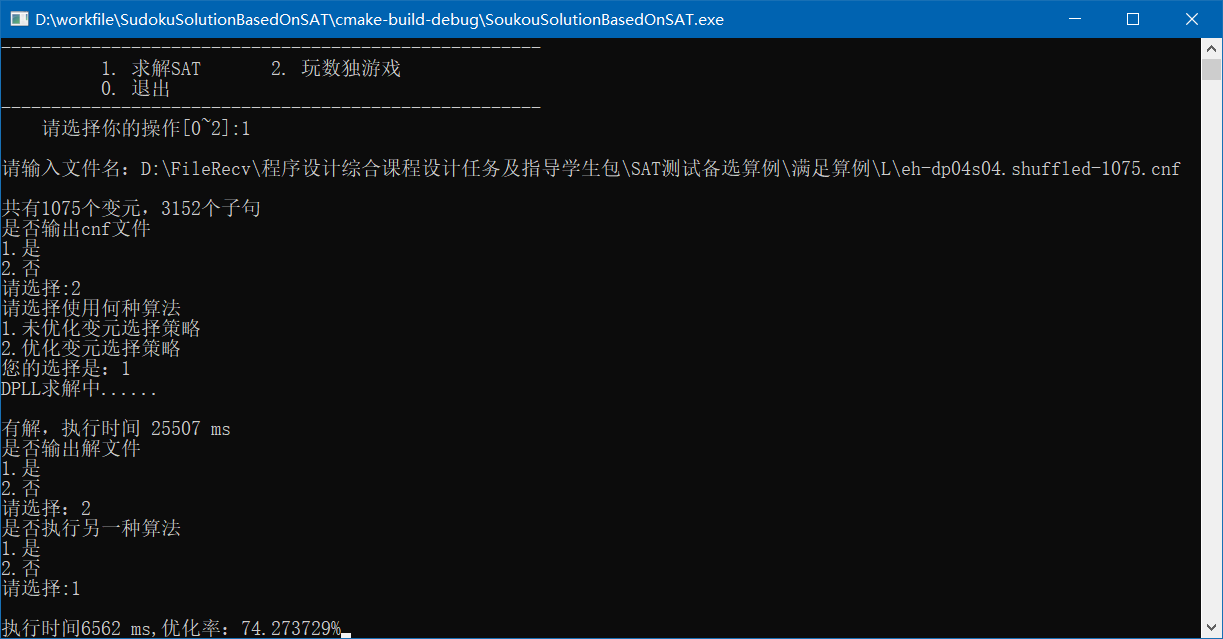 D:\workfile\SudokuSolutionBasedOnSAT\cmake-build-debug\SoukouSolutionBasedOnSAT.exe
------------------------------------------------------
1. 求解SAT 2. 玩数独游戏
0. 退出
------------------------------------------------------
请选择你的操作[0~2]:1
请输入文件名：D:\FileRecv\程序设计综合课程设计任务及指导学生包\SAT测试备选算例\满足算例\L\eh-dp04s04.shuffled-1075.cnf
共有1075个变元，3152个子句
是否输出cnf文件
1.是
2.否
请选择:2
请选择使用何种算法
1.未优化变元选择策略
2.优化变元选择策略
您的选择是：1
DPLL求解中......
有解，执行时间 25507 ms
是否输出解文件
1.是
2.否
请选择：2
是否执行另一种算法
1.是
2.否
请选择:1
执行时间6562 ms,优化率：74.273729%